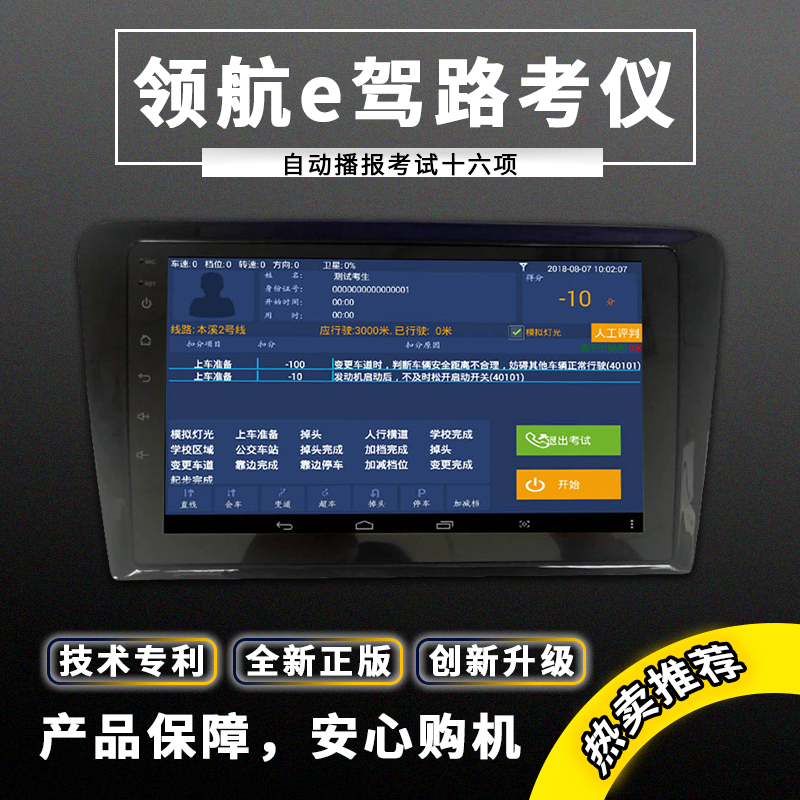 领航e驾路考仪
自动播报考试十六项
车速:0 档位:0 转速:0 方向:0 卫星:0% 2018-08-07 10:02:07
姓 名: 测试考生
得分
身份证号: 0000000000000001
开始时间: 00:00
-10 分
用 时: 00:00
线路:本溪2号线 应行驶:3000米. 已行驶: 0米 模拟灯光 人工评判
扣分项目 扣分 扣分原因
上车准备 -100 变更车道时，判断车辆安全距离不合理，妨碍其他车辆正常行驶(40101)
上车准备 -10 发动机启动后，不及时松开启动开关(40101)
模拟灯光 上车准备 掉头 人行横道 学校完成
学校区域 公交车站 掉头完成 加档完成 掉头
变更车道 靠边完成 靠边停车 加减档位 变更完成
起步完成
退出考试
开始
直线 会车 变道 超车 掉头 停车 加减档
技术专利 全新正版 创新升级
产品保障，安心购机
热卖推荐